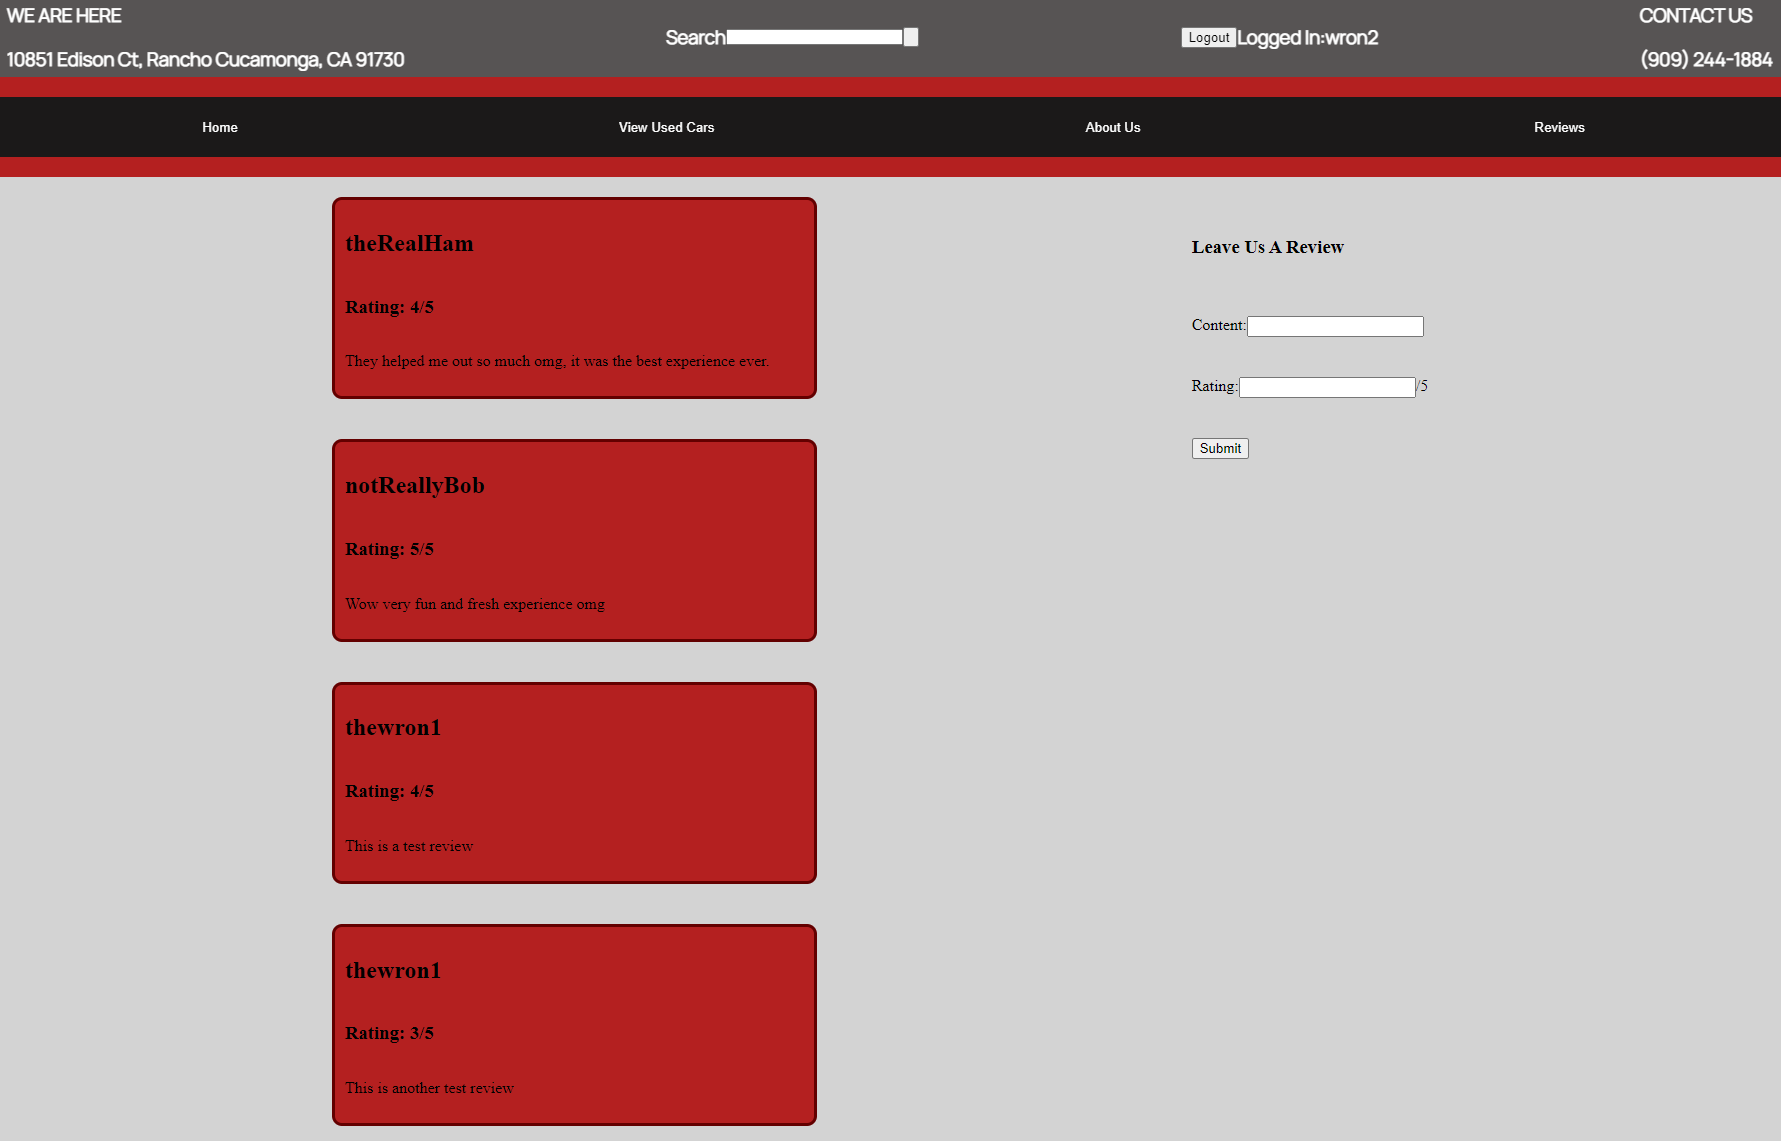 WE ARE HERE
10851 Edison Ct, Rancho Cucamonga, CA 91730
Search
Logout Logged In:wron2
CONTACT US
(909) 244-1884
Home
View Used Cars
About Us
Reviews
theRealHam
Rating: 4/5
They helped me out so much omg, it was the best experience ever.
notReallyBob
Rating: 5/5
Wow very fun and fresh experience omg
thewron1
Rating: 4/5
This is a test review
thewron1
Rating: 3/5
This is another test review
Leave Us A Review
Content:
Rating: /5
Submit